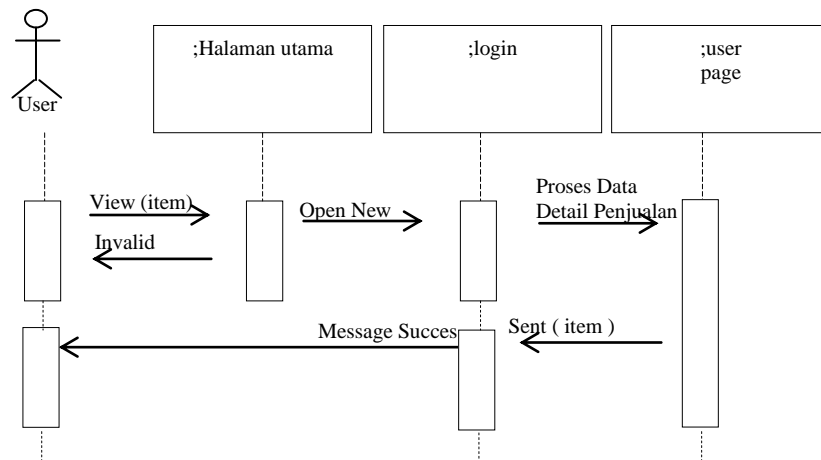 ;Halaman utama
;login
;user
page
User
View (item)
Open New
Proses Data
Detail Penjualan
Invalid
Message Succes
Sent ( item )